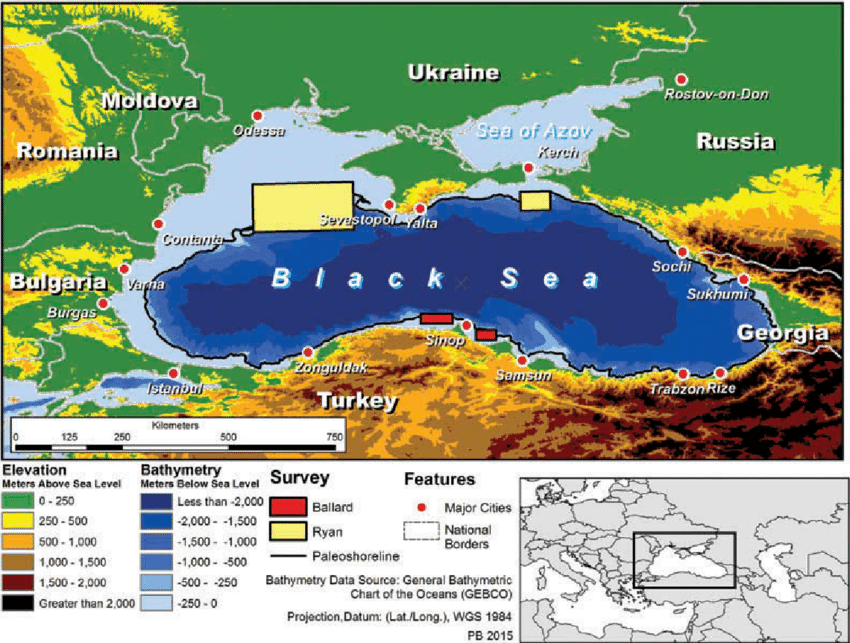 Ukraine
Moldova
Rostov-on-Don
Odessa
Sea of Azov
Romania
Russia
Kerch
Sevastopol
Yalta
Contanta
Sochi
Black Sea
Bulgaria
Varna
Sukhumi
Burgas
Georgia
Sinop
Zonguldak
Samsun
Istanbul
Trabzon
Rize
Turkey
Kilometers
0 125 250 500 750
Elevation
Meters Above Sea Level
0 - 250
250 - 500
500 - 1,000
1,000 - 1,500
1,500 - 2,000
Greater than 2,000
Bathymetry
Meters Below Sea Level
Less than -2,000
-2,000 - -1,500
-1,500 - -1,000
-1,000 - -500
-500 - -250
-250 - 0
Survey
Ballard
Ryan
Paleoshoreline
Features
Major Cities
National
Borders
Bathymetry Data Source: General Bathymetric
Chart of the Oceans (GEBCO)
Projection,Datum: (Lat./Long.), WGS 1984
PB 2015